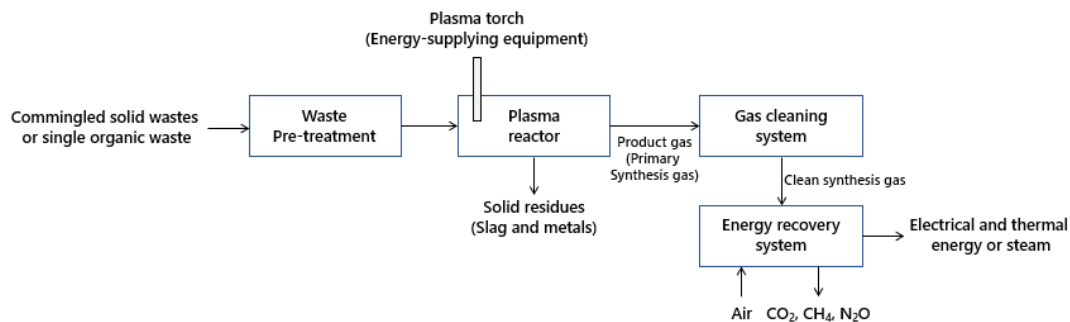 Plasma torch
(Energy-supplying equipment)
Commingled solid wastes
or single organic waste
Waste
Pre-treatment
Plasma
reactor
Product gas
(Primary
Synthesis gas)
Gas cleaning
system
Clean synthesis gas
Solid residues
(Slag and metals)
Energy recovery
system
Electrical and thermal
energy or steam
Air
CO₂, CH₄, N₂O